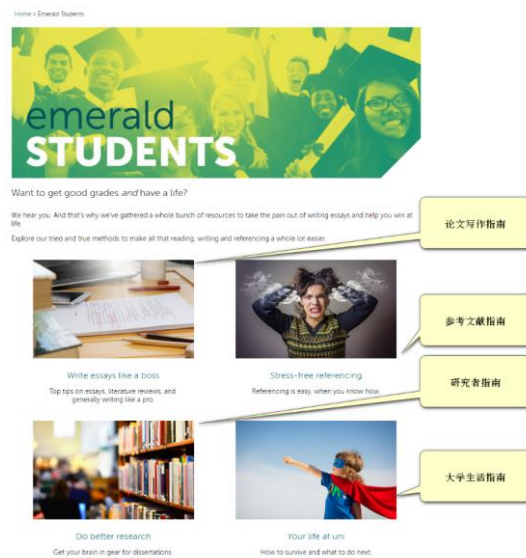 Home » Emerald Students
emerald
STUDENTS
Want to get good grades and have a life?
We hear you. And that's why we've gathered a whole bunch of resources to take the pain out of writing essays and help you win at
life.
Explore our tried and true methods to make all that reading, writing and referencing a whole lot easier.
论文写作指南
参考文献指南
Write essays like a boss
Stress-free referencing
Top tips on essays, literature reviews, and
generally writing like a pro.
Referencing is easy, when you know how.
研究者指南
大学生活指南
Do better research
Your life at uni
Get your brain in gear for dissertations
How to survive and what to do next